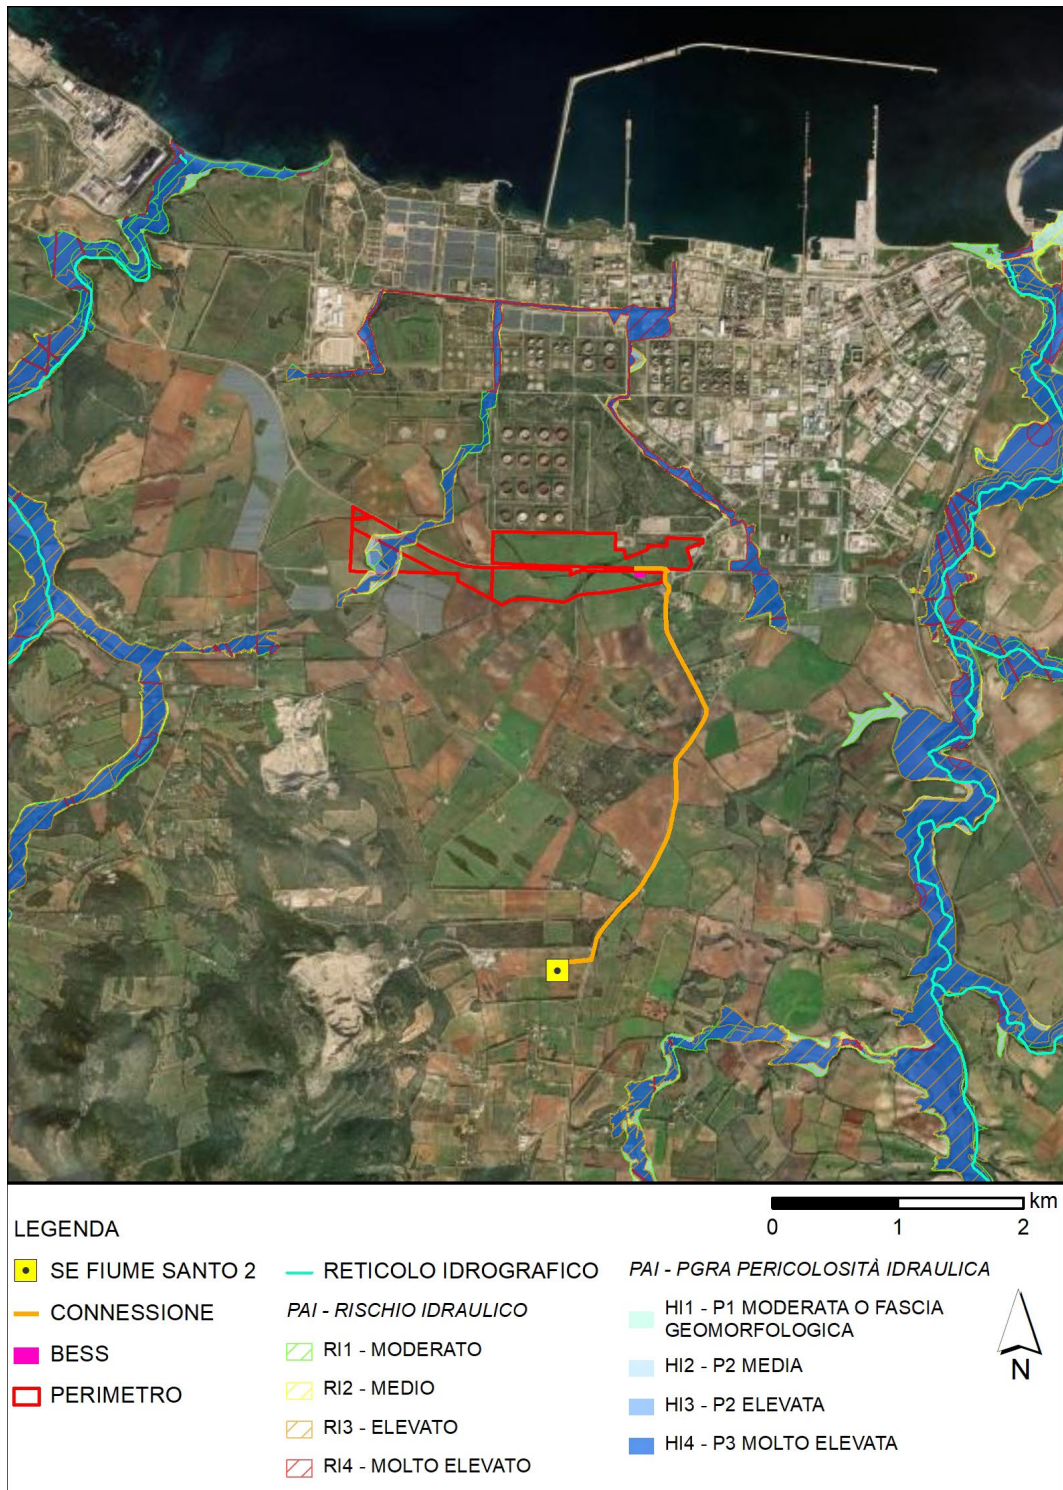 km
0 1 2
LEGENDA
SE FIUME SANTO 2
CONNESSIONE
BESS
PERIMETRO
RETICOLO IDROGRAFICO
PAI - RISCHIO IDRAULICO
RI1 - MODERATO
RI2 - MEDIO
RI3 - ELEVATO
RI4 - MOLTO ELEVATO
PAI - PGRA PERICOLOSITÀ IDRAULICA
HI1 - P1 MODERATA O FASCIA
GEOMORFOLOGICA
HI2 - P2 MEDIA
HI3 - P2 ELEVATA
HI4 - P3 MOLTO ELEVATA
N